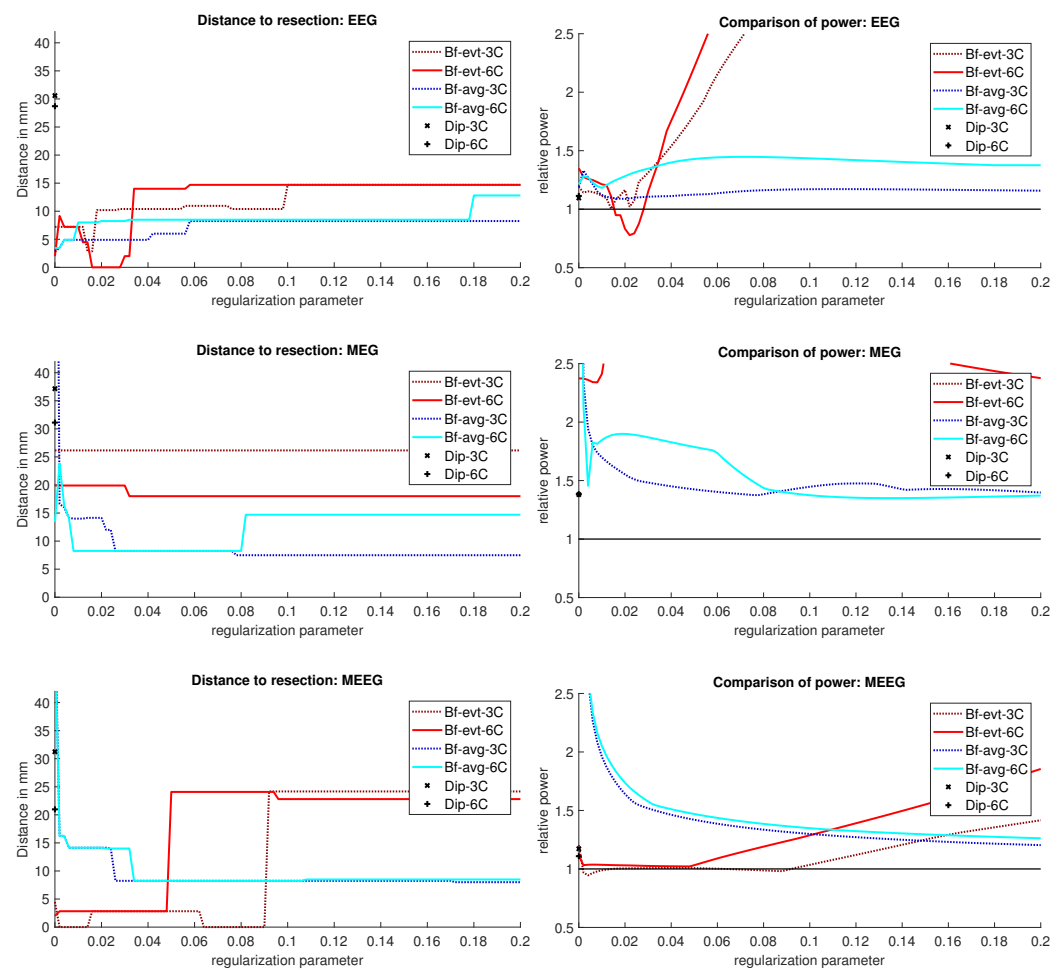 Distance to resection: EEG
40
35
30
25
20
15
10
5
0
Distance in mm
0 0.02 0.04 0.06 0.08 0.1 0.12 0.14 0.16 0.18 0.2
regularization parameter
Bf-evt-3C
Bf-evt-6C
Bf-avg-3C
Bf-avg-6C
Dip-3C
Dip-6C
Comparison of power: EEG
2.5
2
1.5
1
0.5
relative power
0 0.02 0.04 0.06 0.08 0.1 0.12 0.14 0.16 0.18 0.2
regularization parameter
Bf-evt-3C
Bf-evt-6C
Bf-avg-3C
Bf-avg-6C
Dip-3C
Dip-6C
Distance to resection: MEG
40
35
30
25
20
15
10
5
0
Distance in mm
0 0.02 0.04 0.06 0.08 0.1 0.12 0.14 0.16 0.18 0.2
regularization parameter
Bf-evt-3C
Bf-evt-6C
Bf-avg-3C
Bf-avg-6C
Dip-3C
Dip-6C
Comparison of power: MEG
2.5
2
1.5
1
0.5
relative power
0 0.02 0.04 0.06 0.08 0.1 0.12 0.14 0.16 0.18 0.2
regularization parameter
Bf-evt-3C
Bf-evt-6C
Bf-avg-3C
Bf-avg-6C
Dip-3C
Dip-6C
Distance to resection: MEEG
40
35
30
25
20
15
10
5
0
Distance in mm
0 0.02 0.04 0.06 0.08 0.1 0.12 0.14 0.16 0.18 0.2
regularization parameter
Bf-evt-3C
Bf-evt-6C
Bf-avg-3C
Bf-avg-6C
Dip-3C
Dip-6C
Comparison of power: MEEG
2.5
2
1.5
1
0.5
relative power
0 0.02 0.04 0.06 0.08 0.1 0.12 0.14 0.16 0.18 0.2
regularization parameter
Bf-evt-3C
Bf-evt-6C
Bf-avg-3C
Bf-avg-6C
Dip-3C
Dip-6C